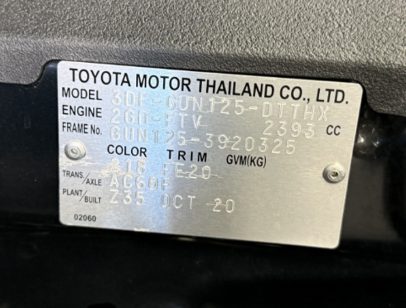 TOYOTA MOTOR THAILAND CO., LTD.
MODEL 3DF-GUN125-DTTHX
ENGINE 2GD-FTV 2393 CC
FRAME No. GUN125-3920325
COLOR TRIM GVM(KG)
FE20
TRANS/AXLE AC60F
PLANT/BUILT Z35 OCT 20
02060